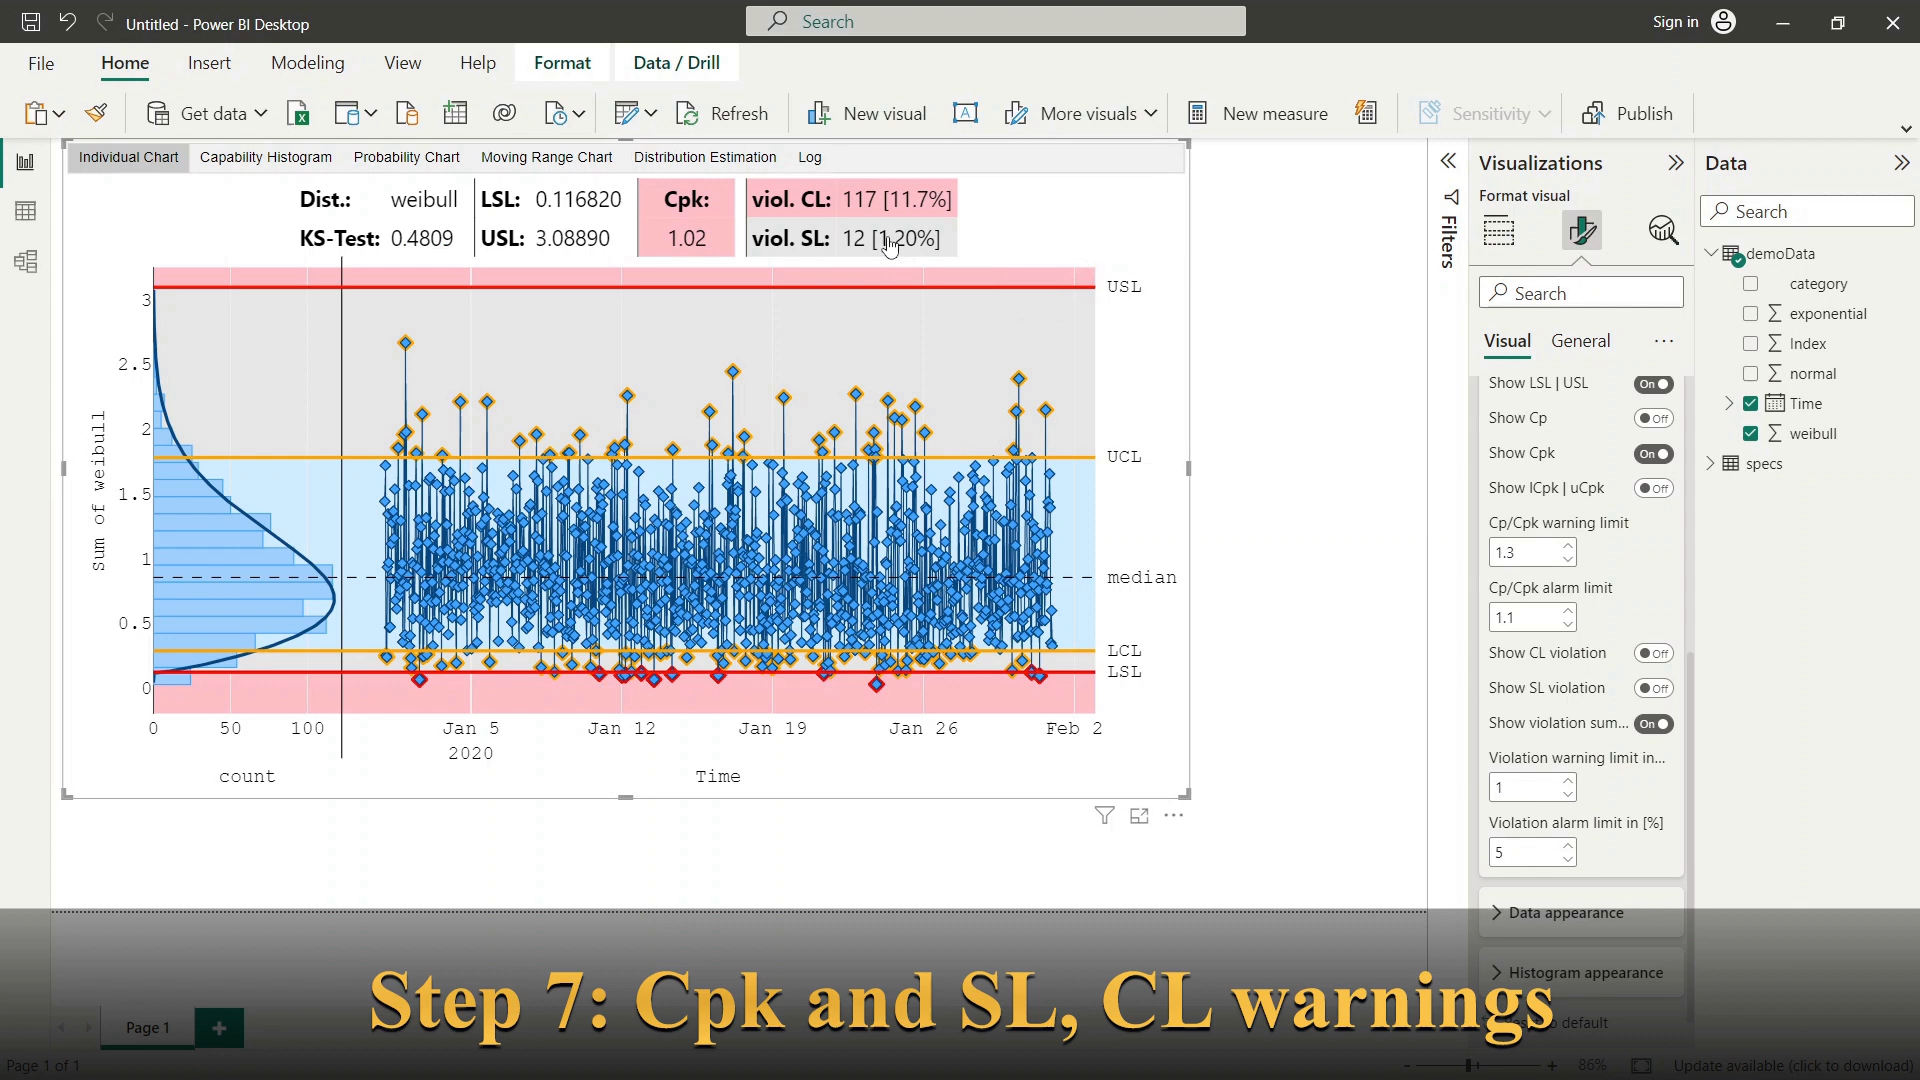 Untitled - Power BI Desktop
Search
Sign in
File
Home
Insert
Modeling
View
Help
Format
Data / Drill
Get data
Refresh
New visual
More visuals
New measure
Sensitivity
Publish
Individual Chart
Capability Histogram
Probability Chart
Moving Range Chart
Distribution Estimation
Log
Dist.: weibull
KS-Test: 0.4809
LSL: 0.116820
USL: 3.08890
Cpk:
1.02
viol. CL: 117 [11.7%]
viol. SL: 12 [1.20%]
Sum of weibull
3
2.5
2
1.5
1
0.5
0
USL
UCL
median
LCL
LSL
0
50
100
Jan 5
2020
Jan 12
Jan 19
Jan 26
Feb 2
count
Time
Filters
Visualizations
Format visual
Search
Visual
General
Show LSL | USL
On
Show Cp
Off
Show Cpk
On
Show lCpk | uCpk
Off
Cp/Cpk warning limit
1.3
Cp/Cpk alarm limit
1.1
Show CL violation
Off
Show SL violation
Off
Show violation sum...
On
Violation warning limit in...
1
Violation alarm limit in [%]
5
Data appearance
Histogram appearance
to default
Data
Search
demoData
category
exponential
Index
normal
Time
weibull
specs
Step 7: Cpk and SL, CL warnings
Page 1
Page 1 of 1
86%
Update available (click to download)